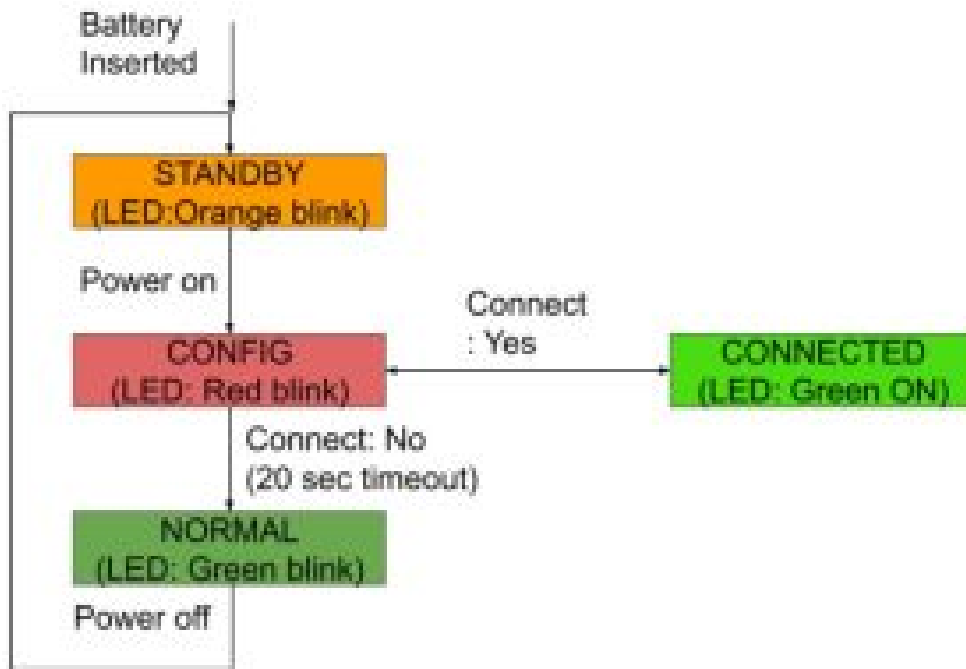 Battery
Inserted
STANDBY
(LED:Orange blink)
Power on
Connect
: Yes
CONFIG
(LED: Red blink)
CONNECTED
(LED: Green ON)
Connect: No
(20 sec timeout)
NORMAL
(LED: Green blink)
Power off